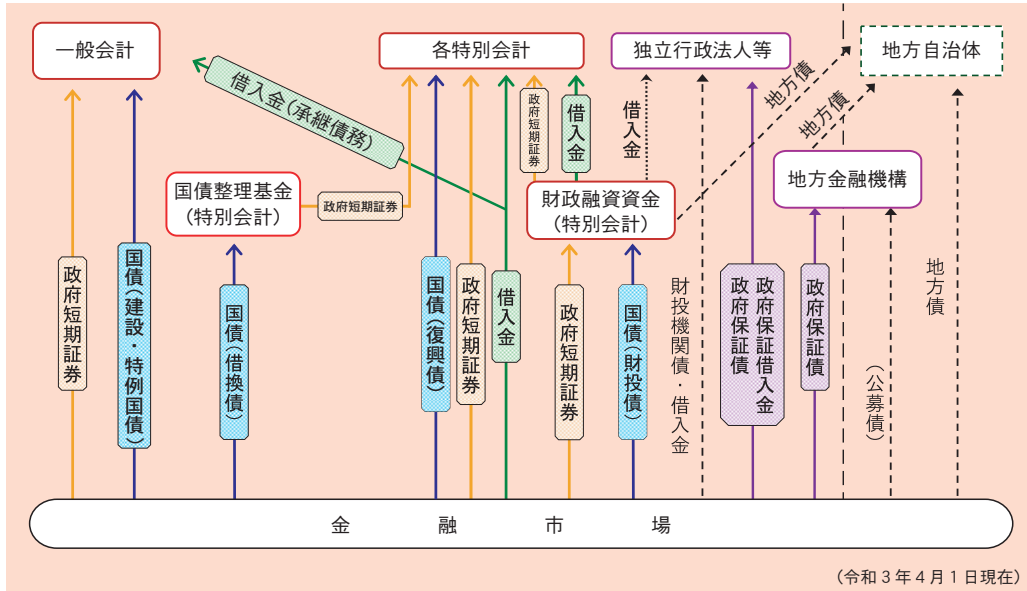 一般会計
各特別会計
独立行政法人等
地方自治体
借入金（承継債務）
政府短期証券
借入金
借入金
地方債
地方債
国債整理基金
（特別会計）
政府短期証券
財政融資資金
（特別会計）
地方金融機構
政府短期証券
国債（建設・特例国債）
国債（借換債）
国債（復興債）
政府短期証券
借入金
政府短期証券
国債（財投債）
財投機関債・借入金
政府保証借入金
政府保証債
政府保証債
（公募債）
地方債
金融市場
（令和3年4月1日現在）